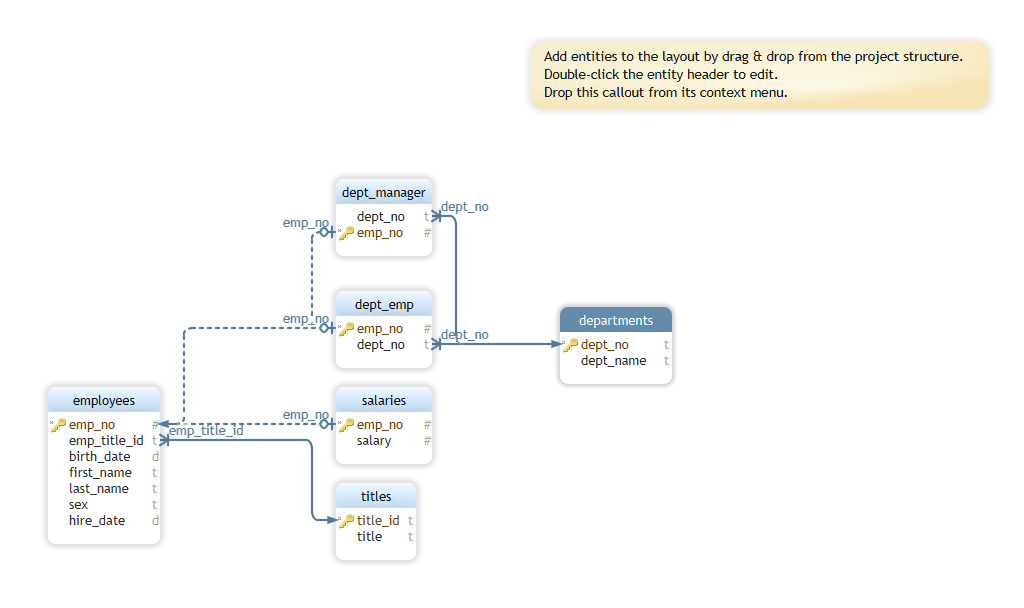 Add entities to the layout by drag & drop from the project structure.
Double-click the entity header to edit.
Drop this callout from its context menu.
dept_manager
dept_no t
emp_no #
emp_no
dept_no
dept_emp
emp_no #
dept_no t
emp_no
dept_no
departments
dept_no t
dept_name t
employees
emp_no #
emp_title_id t
birth_date d
first_name t
last_name t
sex t
hire_date d
emp_title_id
salaries
emp_no #
salary #
emp_no
titles
title_id t
title t